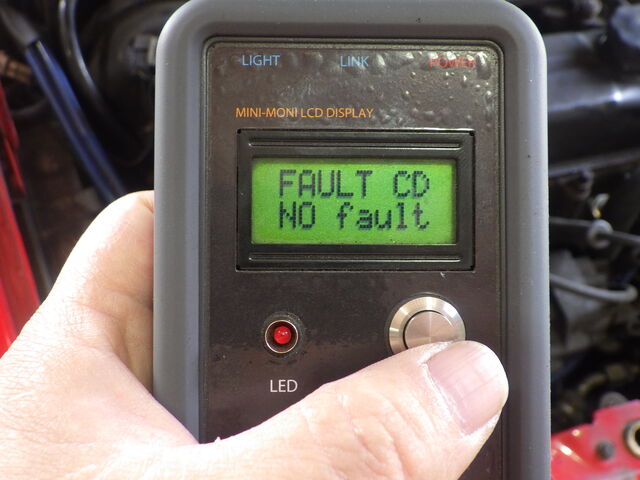 LIGHT LINK POWER
MINI-MONI LCD DISPLAY
FAULT CD
NO fault
LED